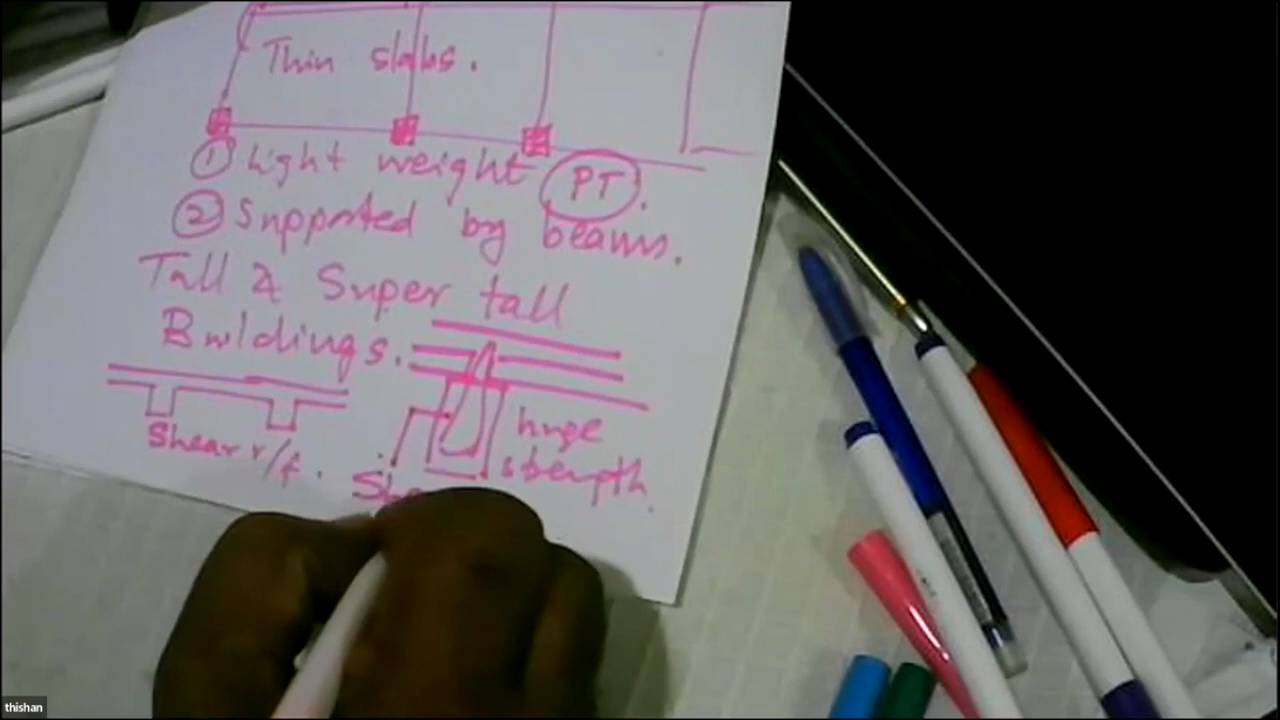 Thin slabs.
① Light weight PT.
② Supported by beams.
Tall & Super tall
Buildings.
Shear r/f.
huge
strength.
thishan